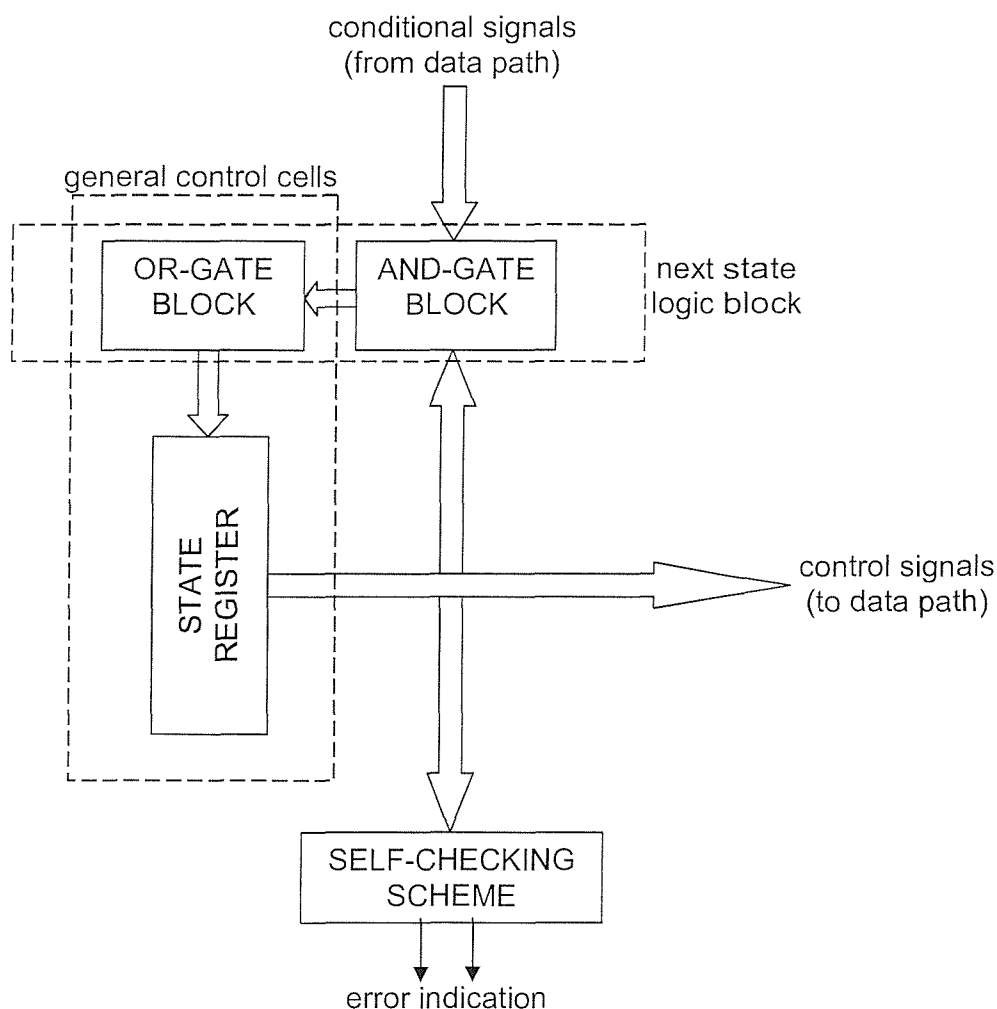 conditional signals
(from data path)
general control cells
OR-GATE
BLOCK
AND-GATE
BLOCK
next state
logic block
STATE
REGISTER
control signals
(to data path)
SELF-CHECKING
SCHEME
error indication